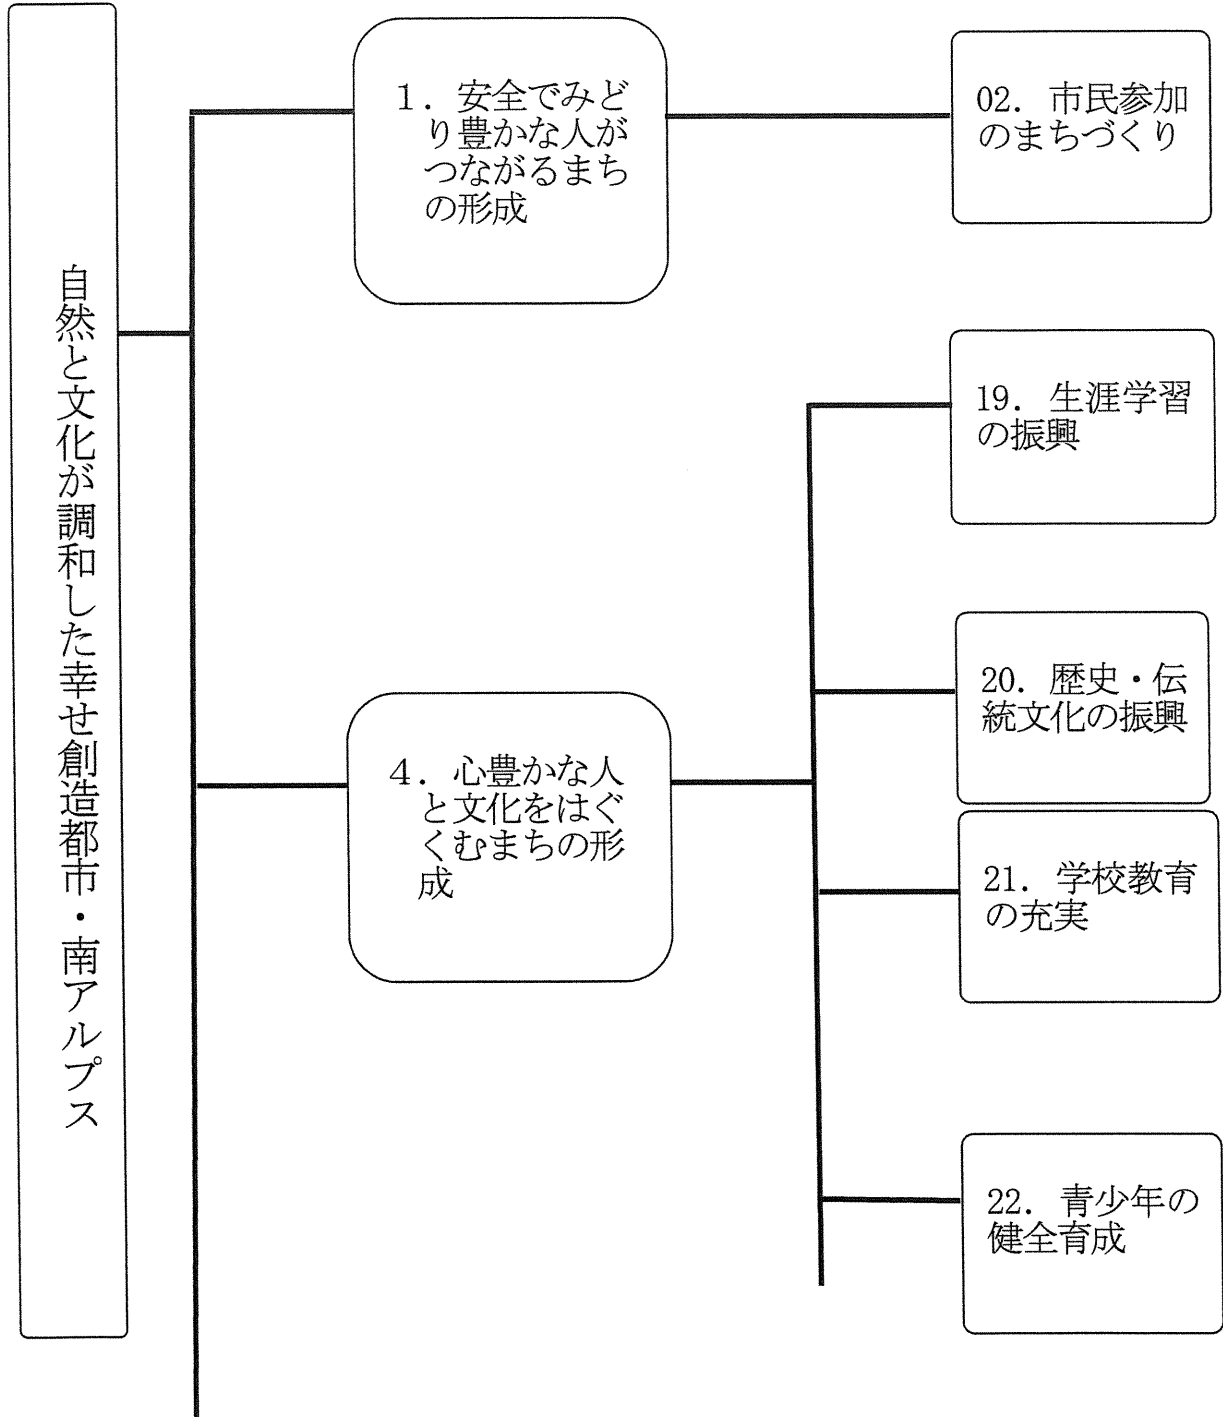 自然と文化が調和した幸せ創造都市・南アルプス
1．安全でみど
り豊かな人が
つながるまち
の形成
02．市民参加
のまちづくり
4．心豊かな人
と文化をはぐ
くむまちの形
成
19．生涯学習
の振興
20．歴史・伝
統文化の振興
21．学校教育
の充実
22．青少年の
健全育成